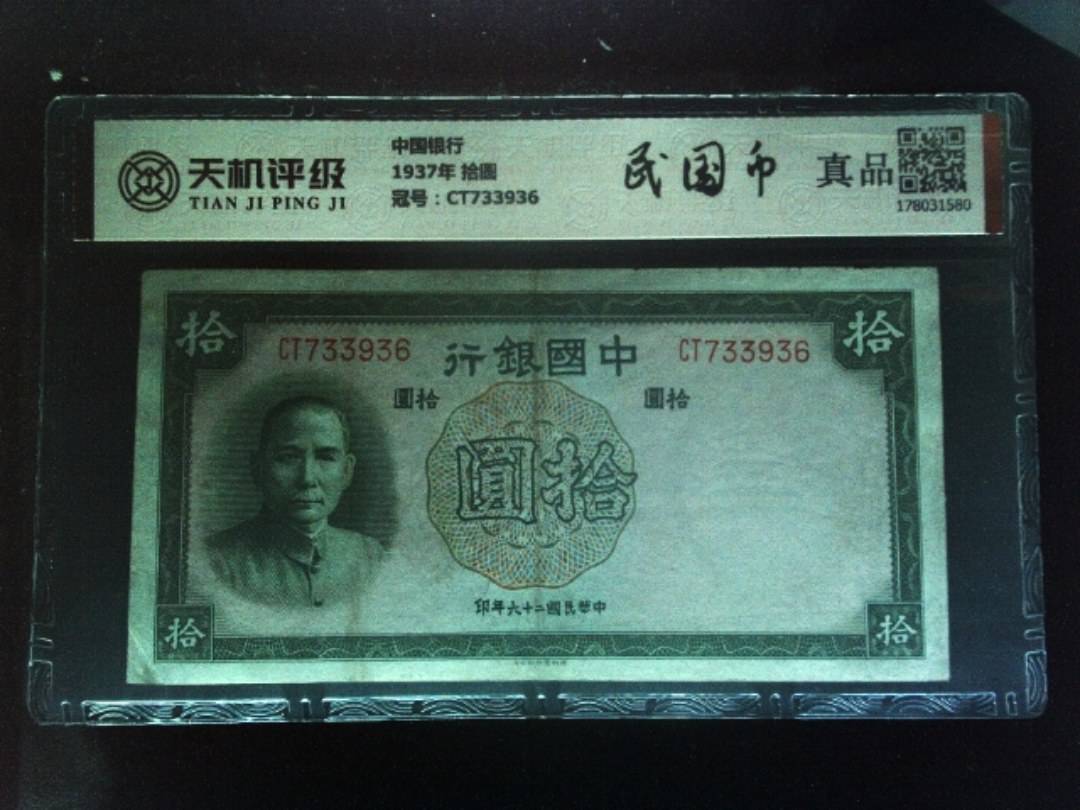 天机评级
TIAN JI PING JI
中国银行
1937年 拾圆
冠号：CT733936
民国币
真品
178031580
拾
拾
CT733936
中國銀行
CT733936
拾圓
拾圓
拾圓
中華民國二十六年印
拾
拾